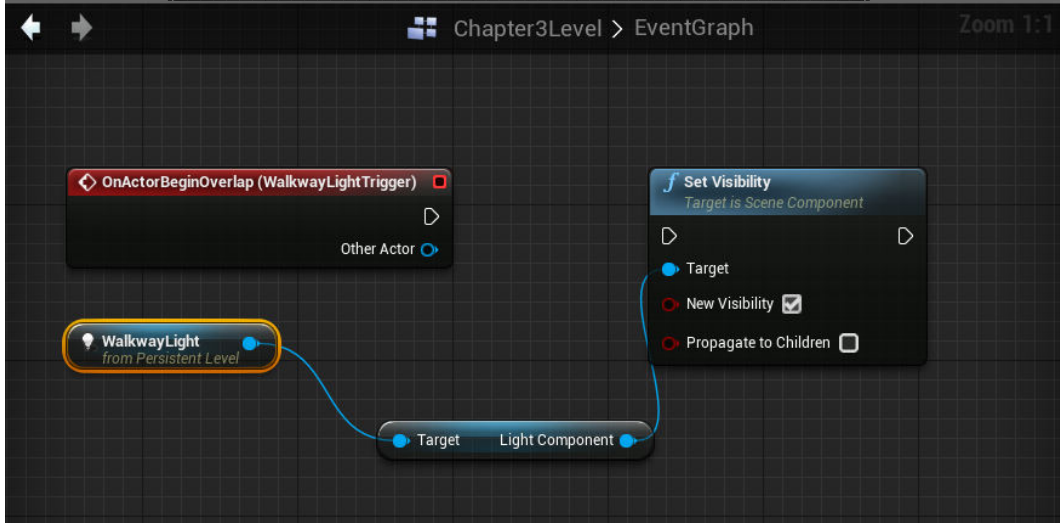 Chapter3Level > EventGraph
Zoom 1:1
OnActorBeginOverlap (WalkwayLightTrigger)
Other Actor
WalkwayLight
from Persistent Level
Target
Light Component
f Set Visibility
Target is Scene Component
Target
New Visibility
Propagate to Children